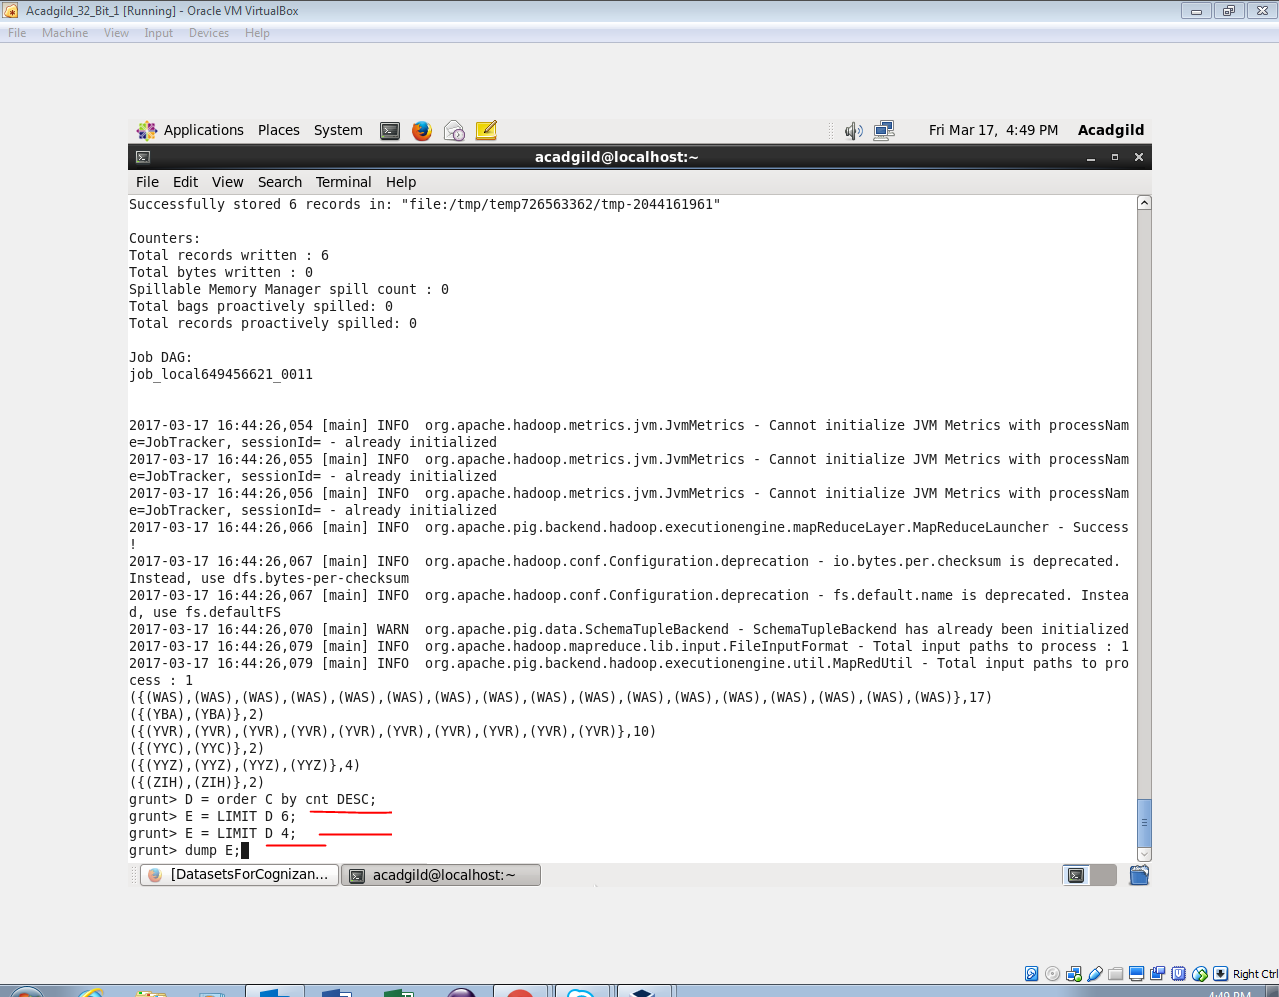 Acadgild_32_Bit_1 [Running] - Oracle VM VirtualBox
File Machine View Input Devices Help
Applications Places System Fri Mar 17, 4:49 PM Acadgild
acadgild@localhost:~
File Edit View Search Terminal Help
Successfully stored 6 records in: "file:/tmp/temp726563362/tmp-2044161961"
Counters:
Total records written : 6
Total bytes written : 0
Spillable Memory Manager spill count : 0
Total bags proactively spilled: 0
Total records proactively spilled: 0
Job DAG:
job_local649456621_0011
2017-03-17 16:44:26,054 [main] INFO  org.apache.hadoop.metrics.jvm.JvmMetrics - Cannot initialize JVM Metrics with processNam
e=JobTracker, sessionId= - already initialized
2017-03-17 16:44:26,055 [main] INFO  org.apache.hadoop.metrics.jvm.JvmMetrics - Cannot initialize JVM Metrics with processNam
e=JobTracker, sessionId= - already initialized
2017-03-17 16:44:26,056 [main] INFO  org.apache.hadoop.metrics.jvm.JvmMetrics - Cannot initialize JVM Metrics with processNam
e=JobTracker, sessionId= - already initialized
2017-03-17 16:44:26,066 [main] INFO  org.apache.pig.backend.hadoop.executionengine.mapReduceLayer.MapReduceLauncher - Success
!
2017-03-17 16:44:26,067 [main] INFO  org.apache.hadoop.conf.Configuration.deprecation - io.bytes.per.checksum is deprecated.
Instead, use dfs.bytes-per-checksum
2017-03-17 16:44:26,067 [main] INFO  org.apache.hadoop.conf.Configuration.deprecation - fs.default.name is deprecated. Instea
d, use fs.defaultFS
2017-03-17 16:44:26,070 [main] WARN  org.apache.pig.data.SchemaTupleBackend - SchemaTupleBackend has already been initialized
2017-03-17 16:44:26,079 [main] INFO  org.apache.hadoop.mapreduce.lib.input.FileInputFormat - Total input paths to process : 1
2017-03-17 16:44:26,079 [main] INFO  org.apache.pig.backend.hadoop.executionengine.util.MapRedUtil - Total input paths to pro
cess : 1
({(WAS),(WAS),(WAS),(WAS),(WAS),(WAS),(WAS),(WAS),(WAS),(WAS),(WAS),(WAS),(WAS),(WAS),(WAS),(WAS),(WAS)},17)
({(YBA),(YBA)},2)
({(YVR),(YVR),(YVR),(YVR),(YVR),(YVR),(YVR),(YVR),(YVR),(YVR)},10)
({(YYC),(YYC)},2)
({(YYZ),(YYZ),(YYZ),(YYZ)},4)
({(ZIH),(ZIH)},2)
grunt> D = order C by cnt DESC;
grunt> E = LIMIT D 6;
grunt> E = LIMIT D 4;
grunt> dump E;
[DatasetsForCognizan... acadgild@localhost:~
Right Ctrl
4:49 PM